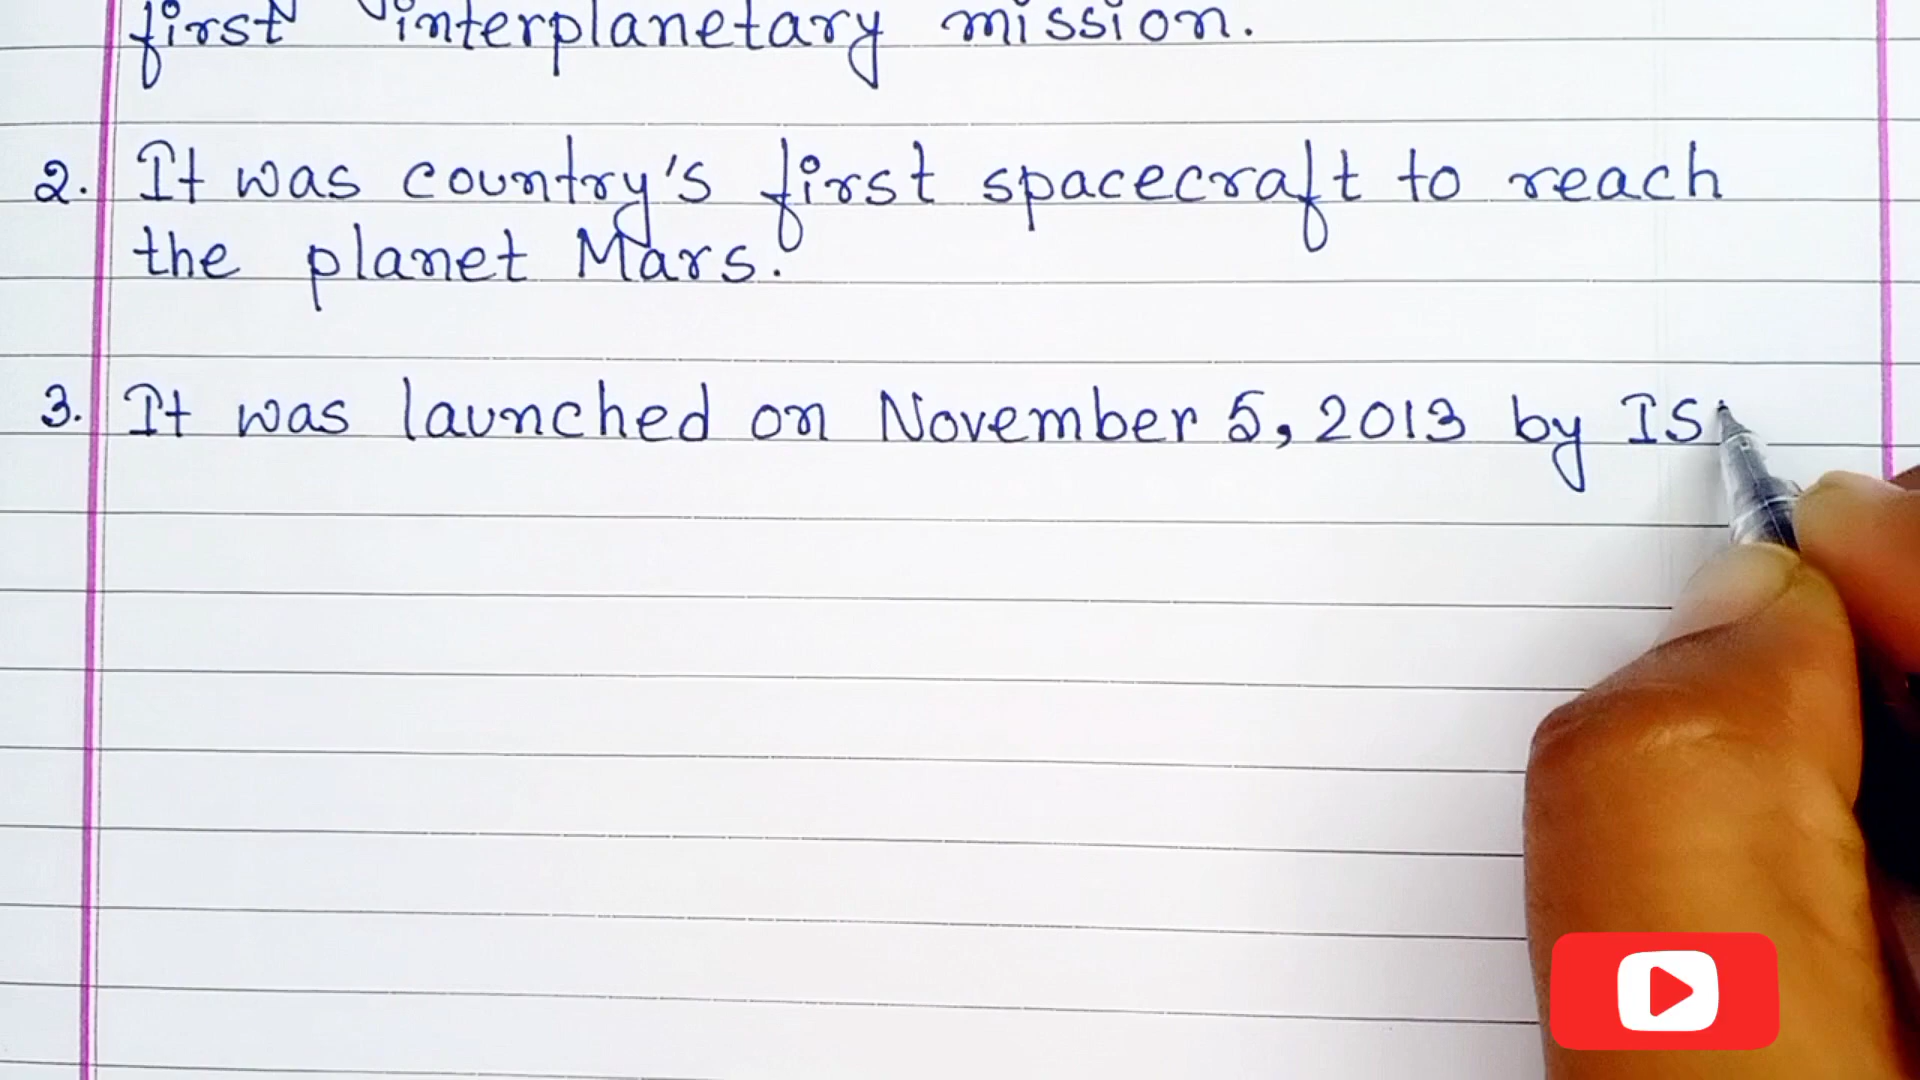 first interplanetary mission.
2. It was country's first spacecraft to reach
the planet Mars.
3. It was launched on November 5, 2013 by IS